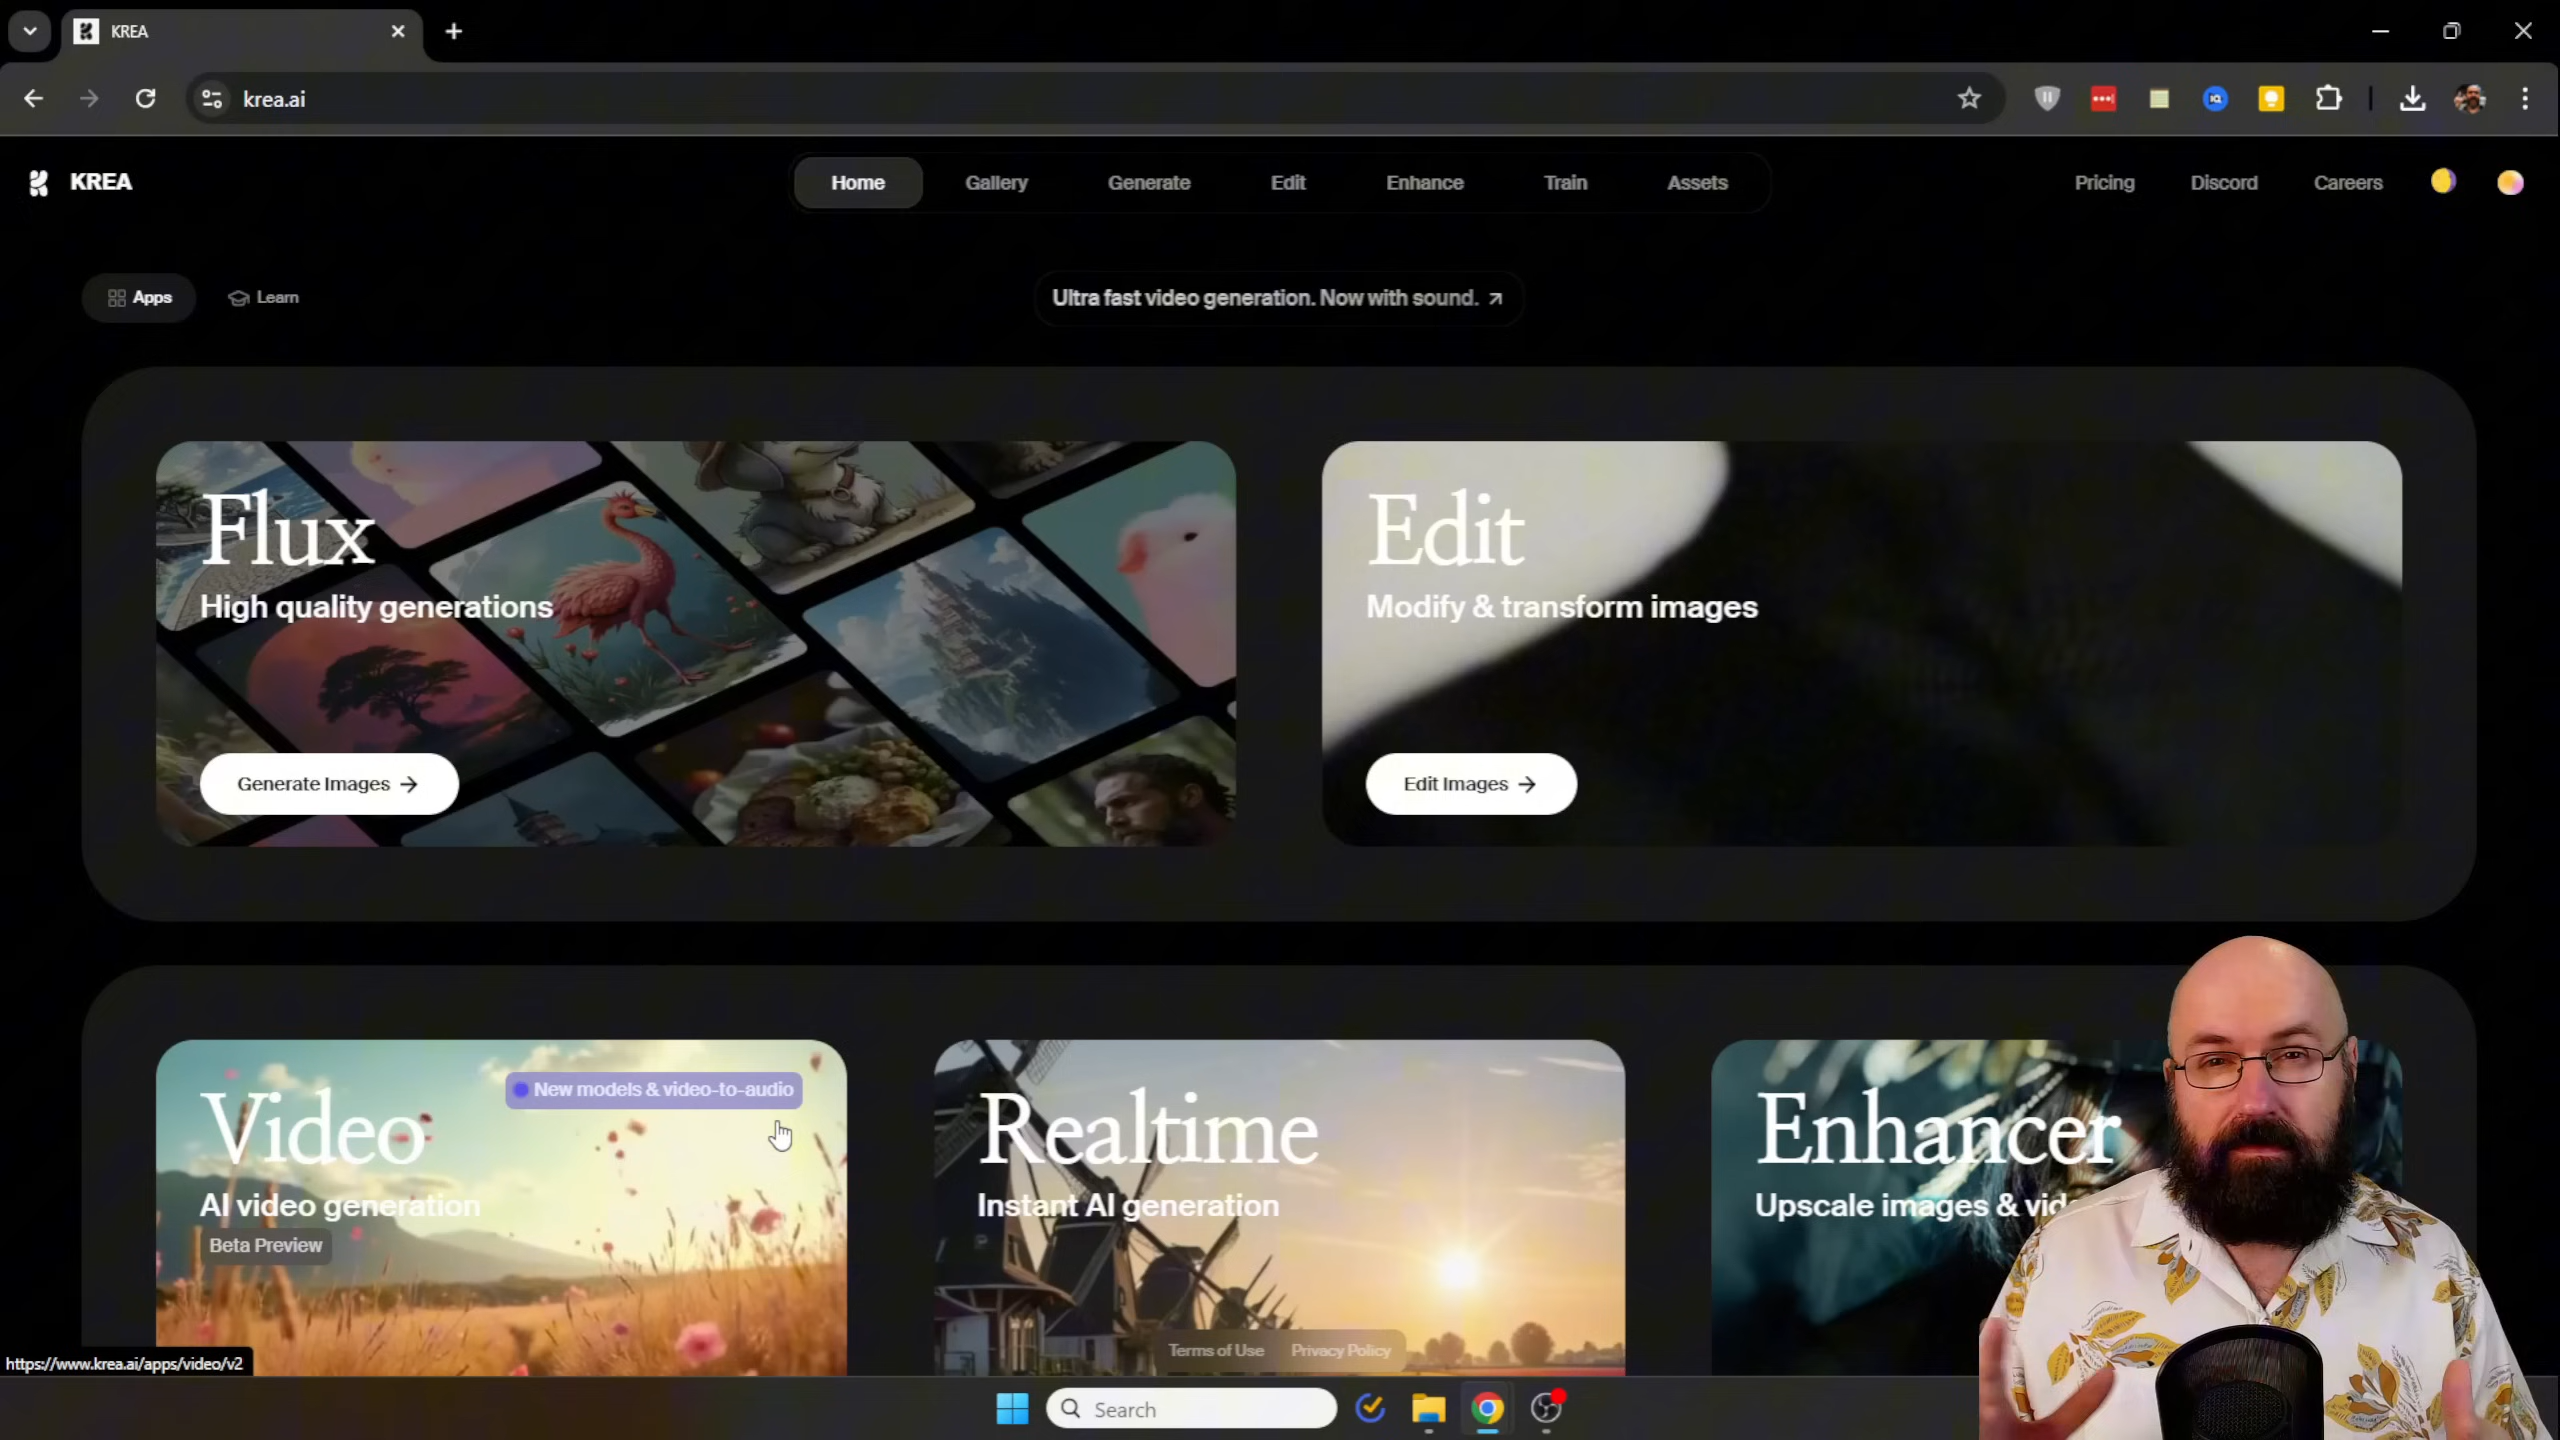 KREA
krea.ai
KREA
Home
Gallery
Generate
Edit
Enhance
Train
Assets
Pricing
Discord
Careers
Apps
Learn
Ultra fast video generation. Now with sound.
Flux
High quality generations
Generate Images
Edit
Modify & transform images
Edit Images
Video
New models & video-to-audio
AI video generation
Beta Preview
Realtime
Instant AI generation
Enhancer
Upscale images &
Terms of Use
Privacy Policy
https://www.krea.ai/apps/video/v2
Search